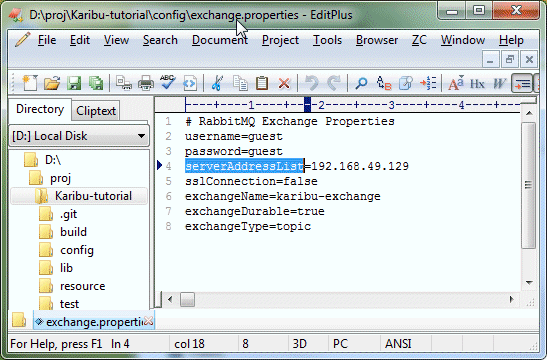 D:\proj\Karibu-tutorial\config\exchange.properties - EditPlus
File Edit View Search Document Project Tools Browser ZC Window Help
ABC Hx W
Directory Cliptext
[D:] Local Disk
D:\
proj
Karibu-tutorial
.git
build
config
lib
resource
test
----+----1----+----2----+----3----+----4----+
1 # RabbitMQ Exchange Properties
2 username=guest
3 password=guest
4 serverAddressList=192.168.49.129
5 sslConnection=false
6 exchangeName=karibu-exchange
7 exchangeDurable=true
8 exchangeType=topic
exchange.properti
For Help, press F1 ln 4 col 18 8 3D PC ANSI